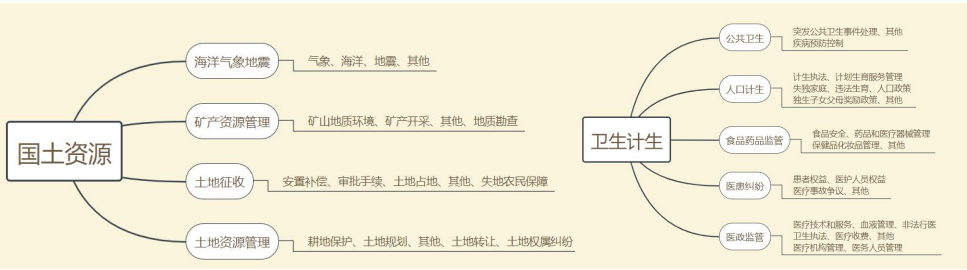 国土资源
海洋气象地震
气象、海洋、地震、其他
矿产资源管理
矿山地质环境、矿产开采、其他、地质勘查
土地征收
安置补偿、审批手续、土地占地、其他、失地农民保障
土地资源管理
耕地保护、土地规划、其他、土地转让、土地权属纠纷
卫生计生
公共卫生
突发公共卫生事件处理、其他
疾病预防控制
人口计生
计生执法、计划生育服务管理
失独家庭、违法生育、人口政策
独生子女父母奖励政策、其他
食品药品监管
食品安全、药品和医疗器械管理
保健品化妆品管理、其他
医患纠纷
患者权益、医护人员权益
医疗事故争议、其他
医政监管
医疗技术和服务、血液管理、非法行医
卫生执法、医疗收费、其他
医疗机构管理、医务人员管理